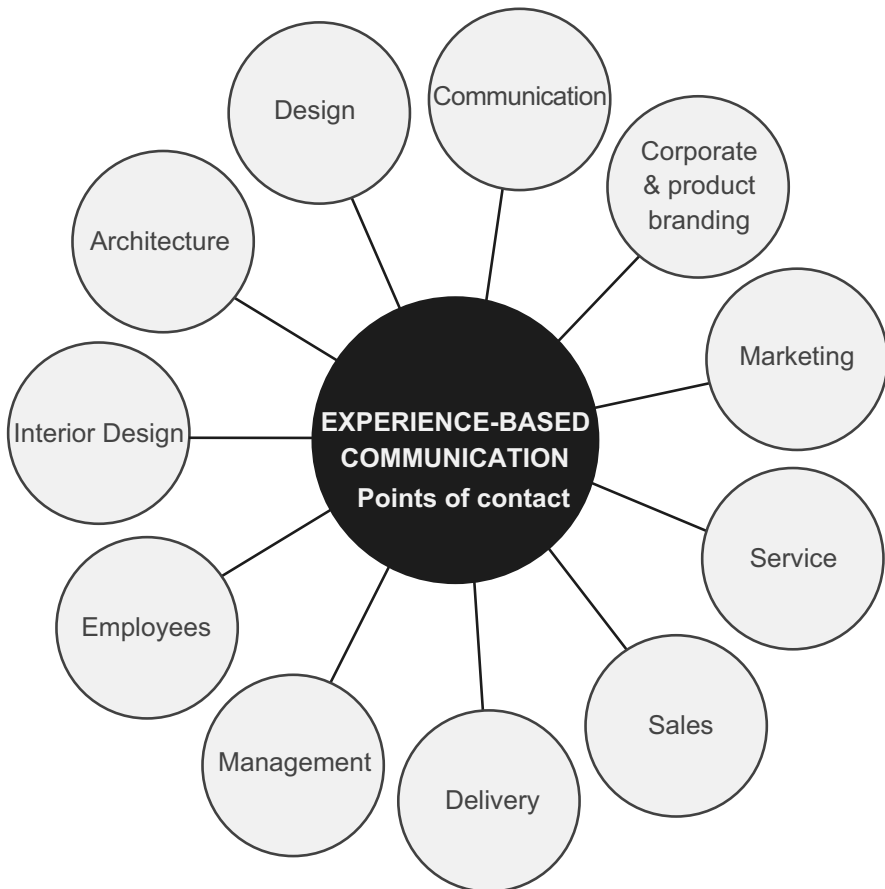 Design
Communication
Corporate
& product
branding
Architecture
Marketing
Interior Design
EXPERIENCE-BASED
COMMUNICATION
Points of contact
Service
Employees
Sales
Management
Delivery